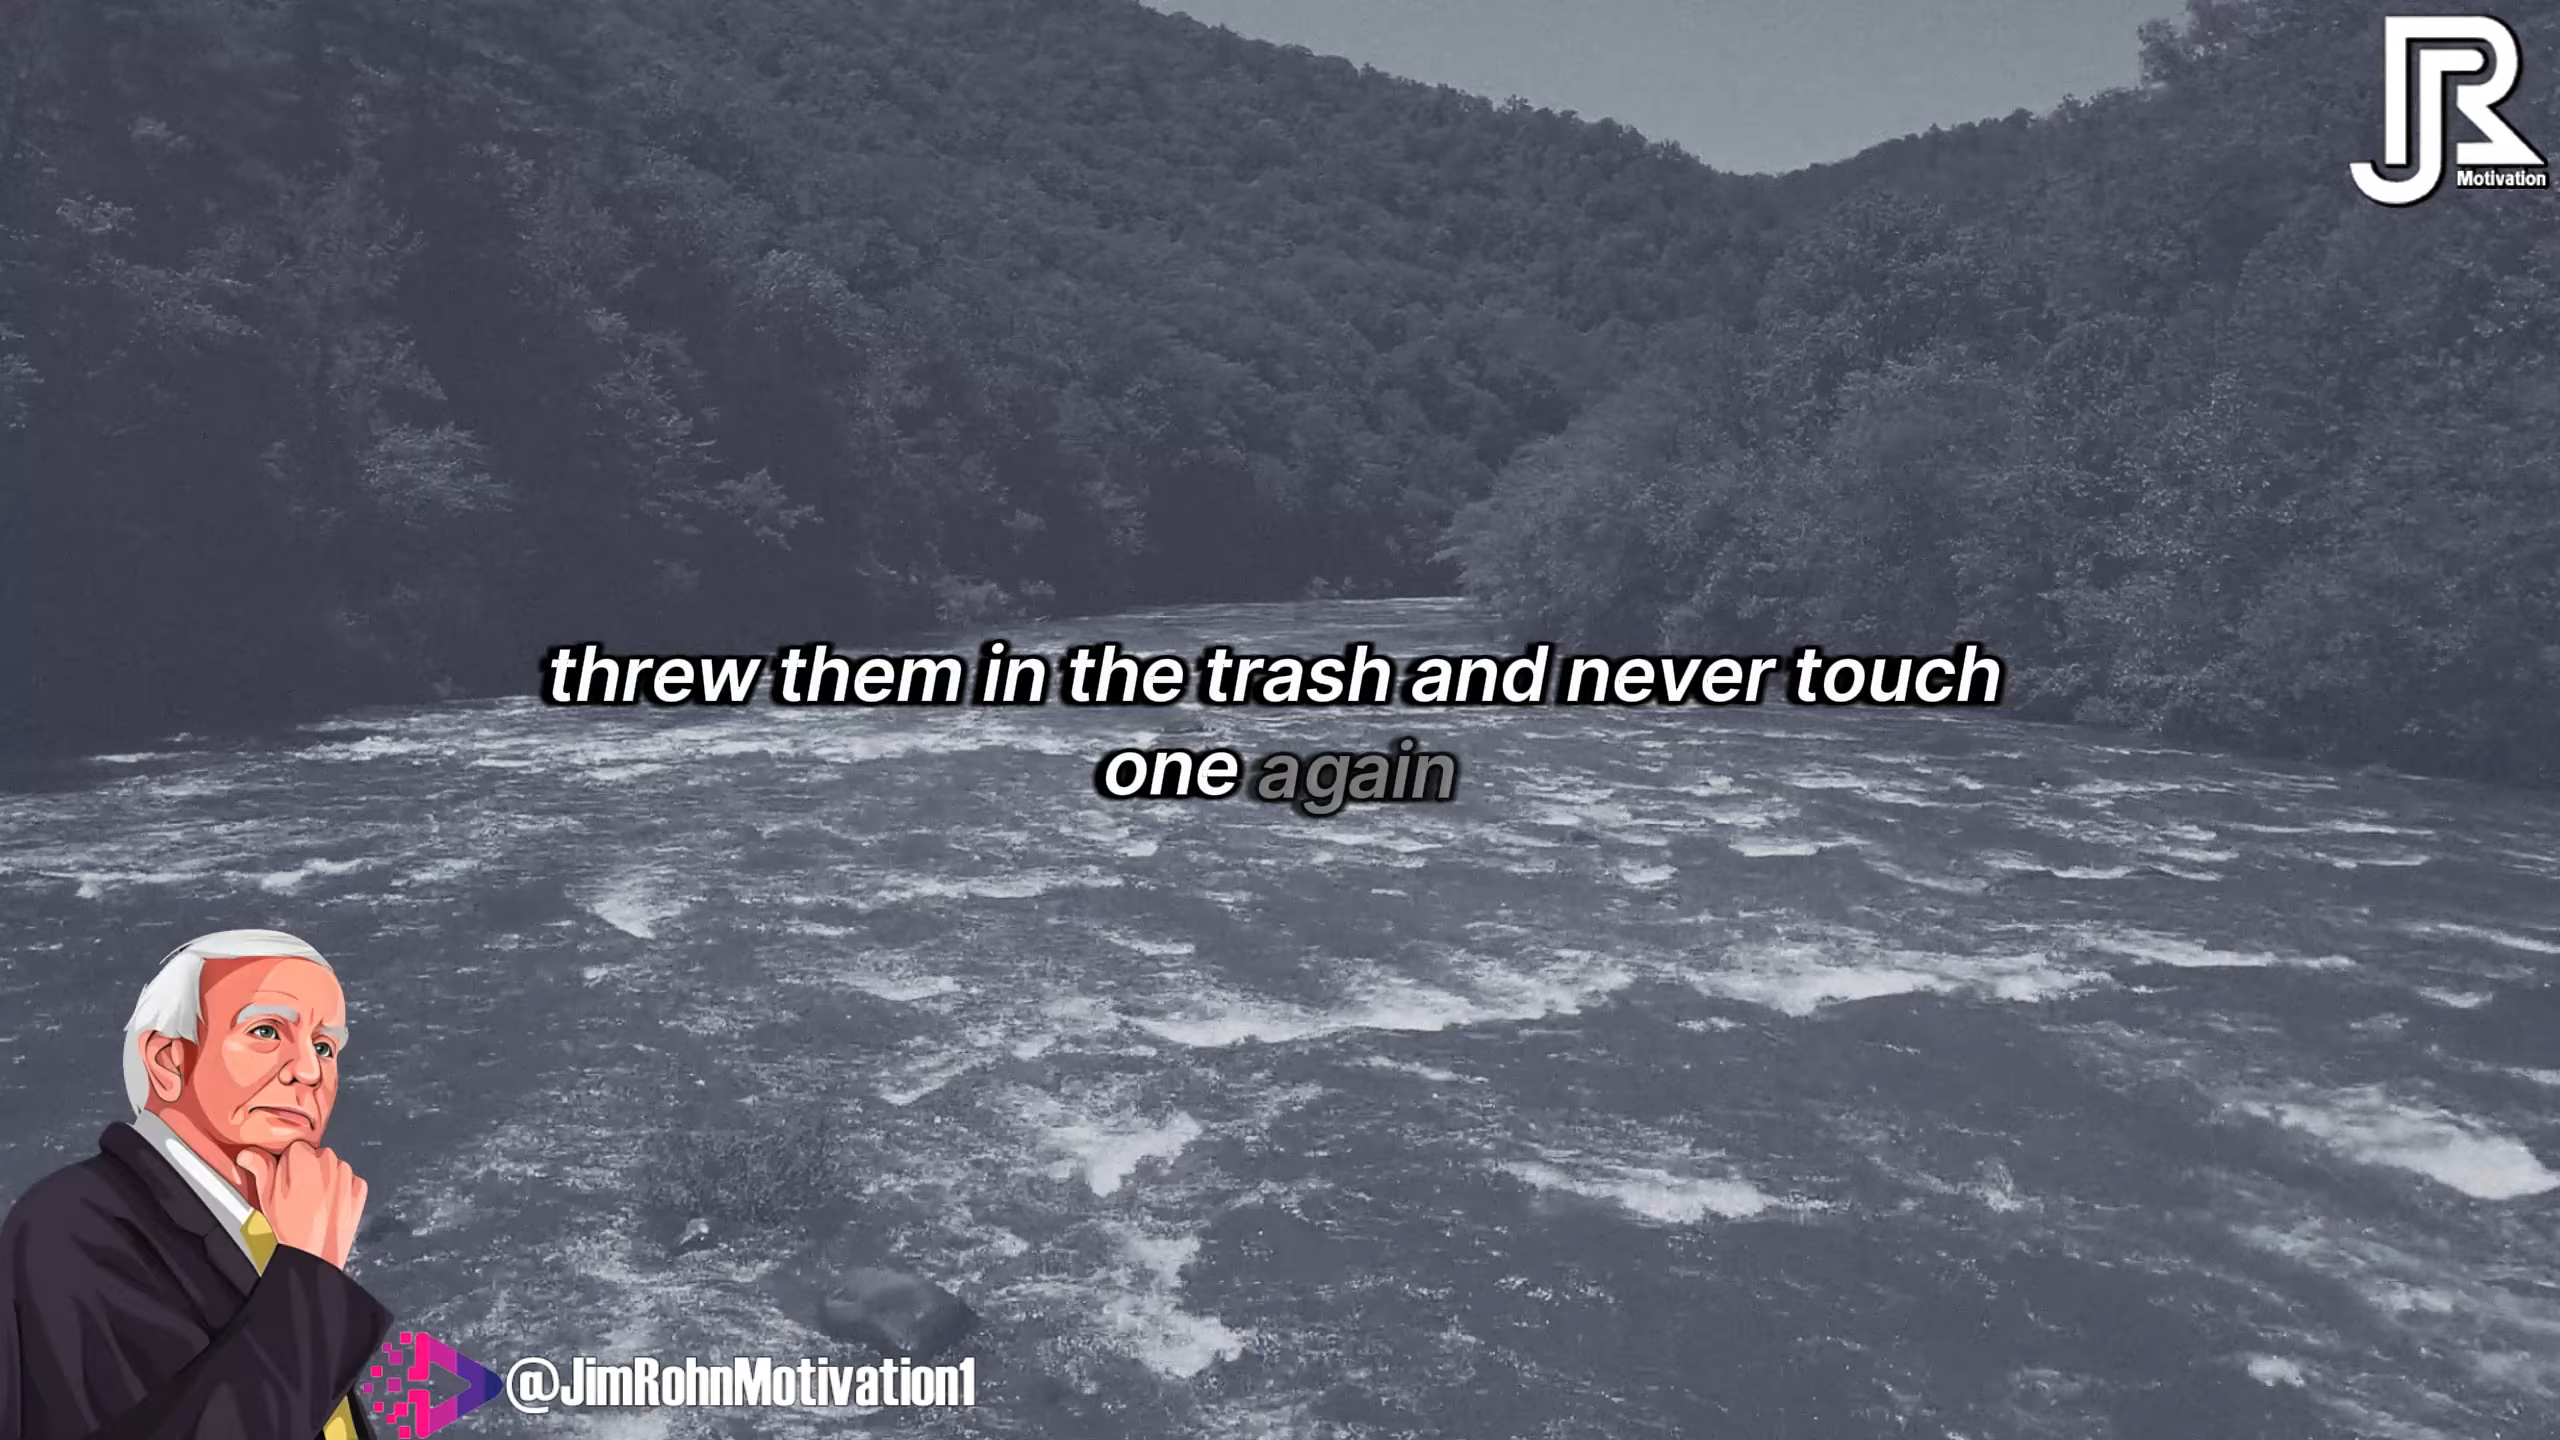 JR
Motivation
threw them in the trash and never touch
one again
@JimRohnMotivation1